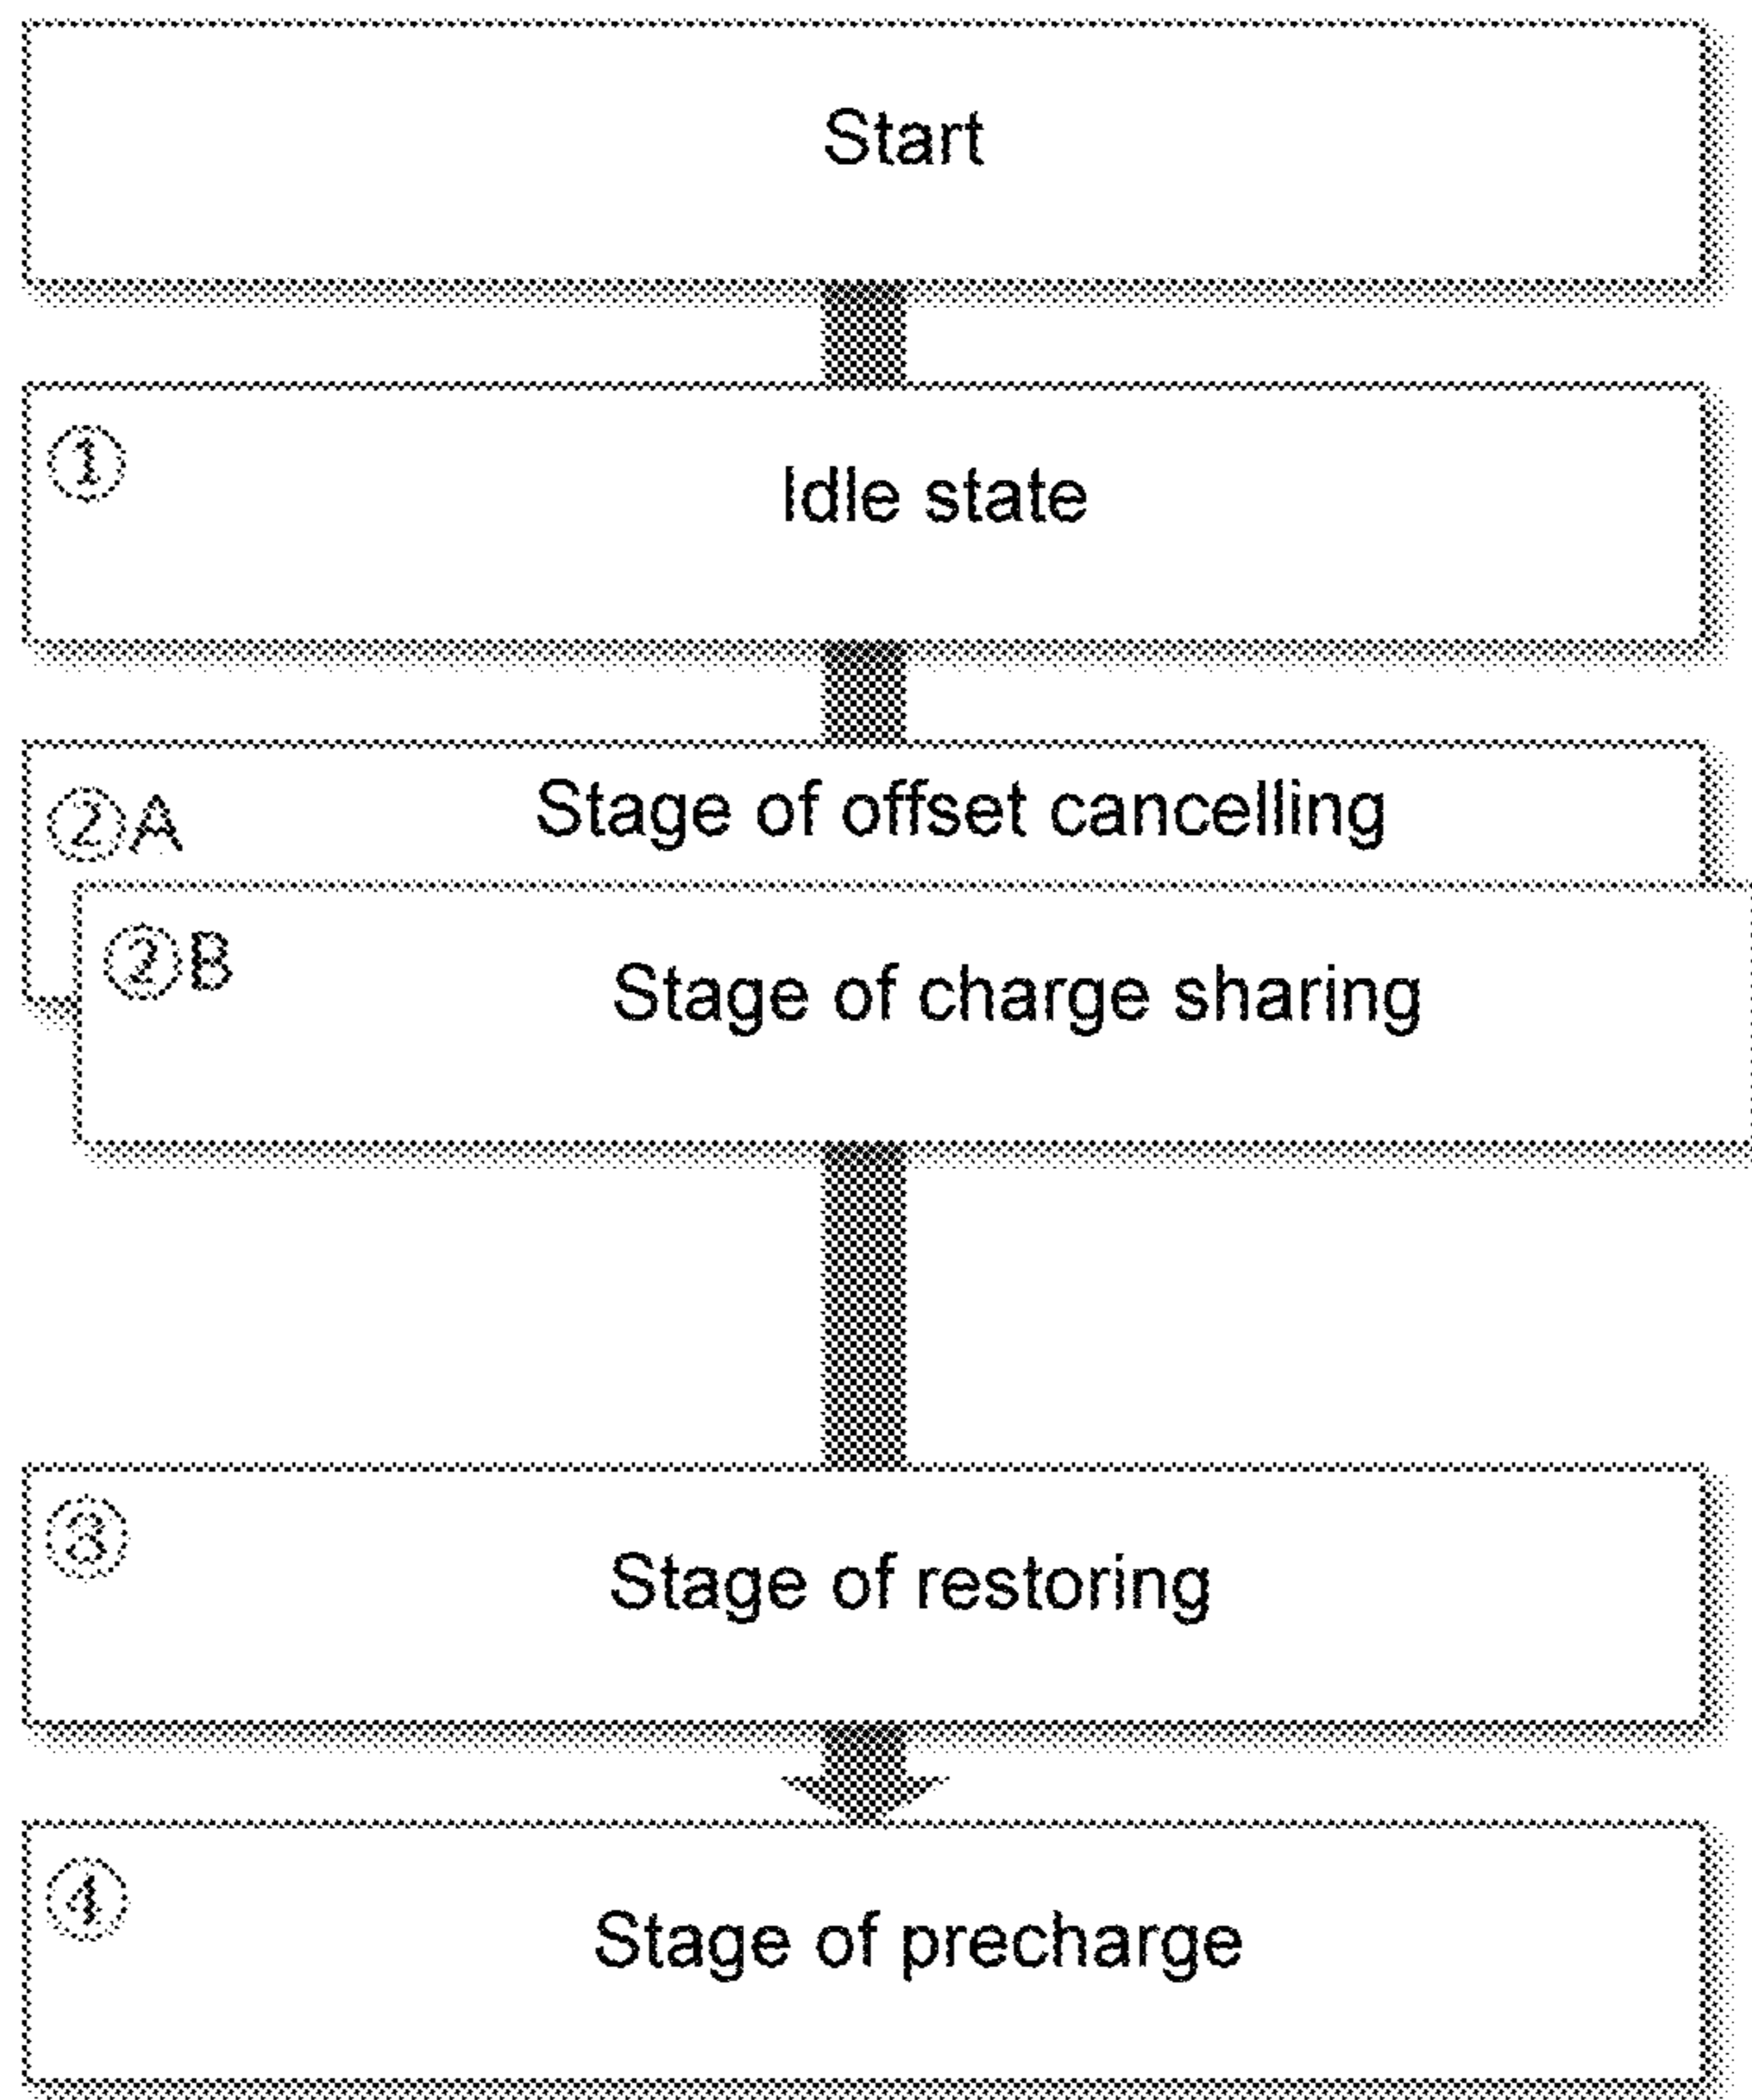 Start
①
Idle state
②A
Stage of offset cancelling
②B
Stage of charge sharing
③
Stage of restoring
④
Stage of precharge